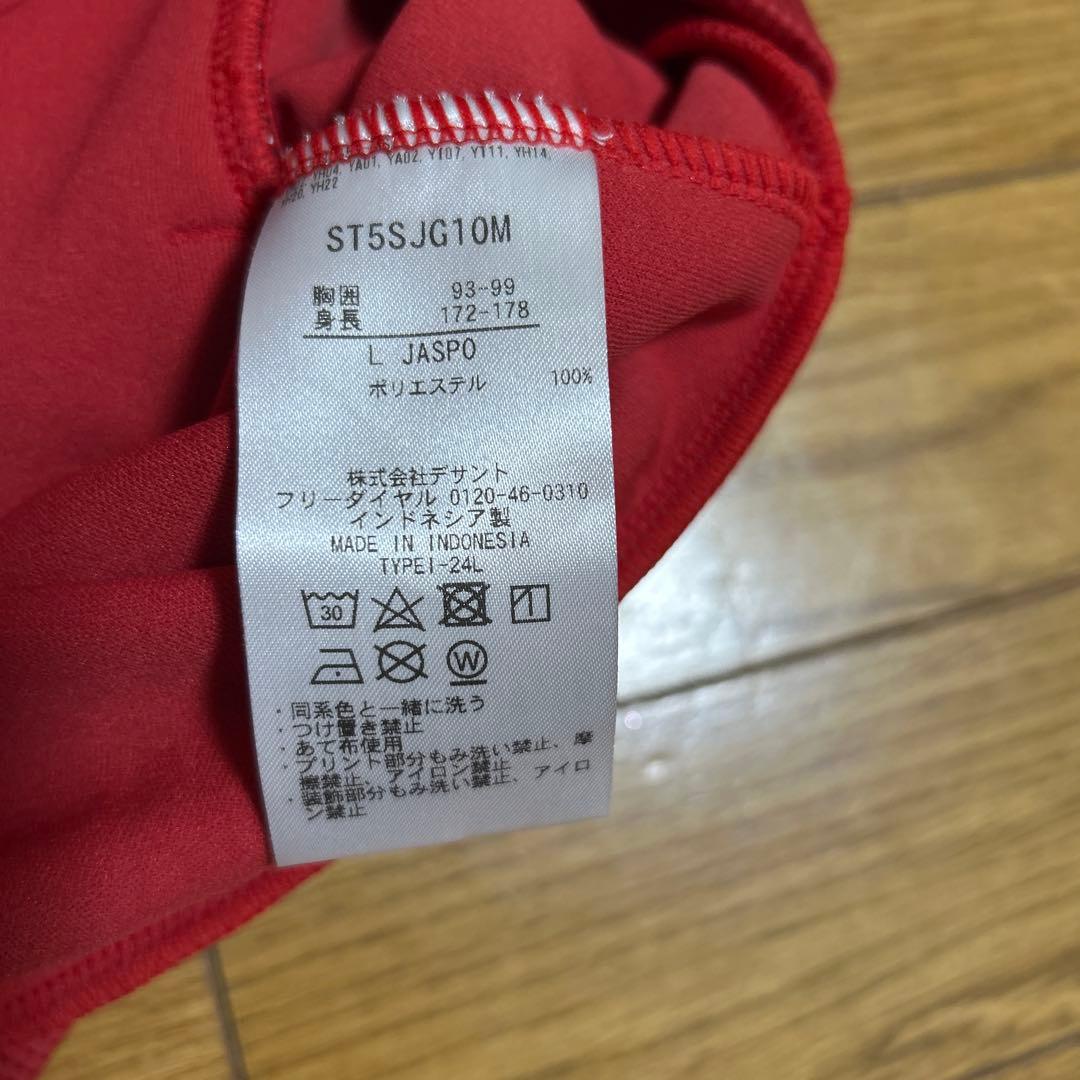 YH04, YA01, YA02, YT07, YT11, YH14,
YH22
ST5SJG10M
胸囲 93-99
身長 172-178
L JASPO
ポリエステル 100%
株式会社デサント
フリーダイヤル 0120-46-0310
インドネシア製
MADE IN INDONESIA
TYPEI-24L
30
W
・同系色と一緒に洗う
・つけ置き禁止
・あて布使用
・プリント部分もみ洗い禁止、摩
擦禁止、アイロン禁止
・装飾部分もみ洗い禁止、アイロ
ン禁止